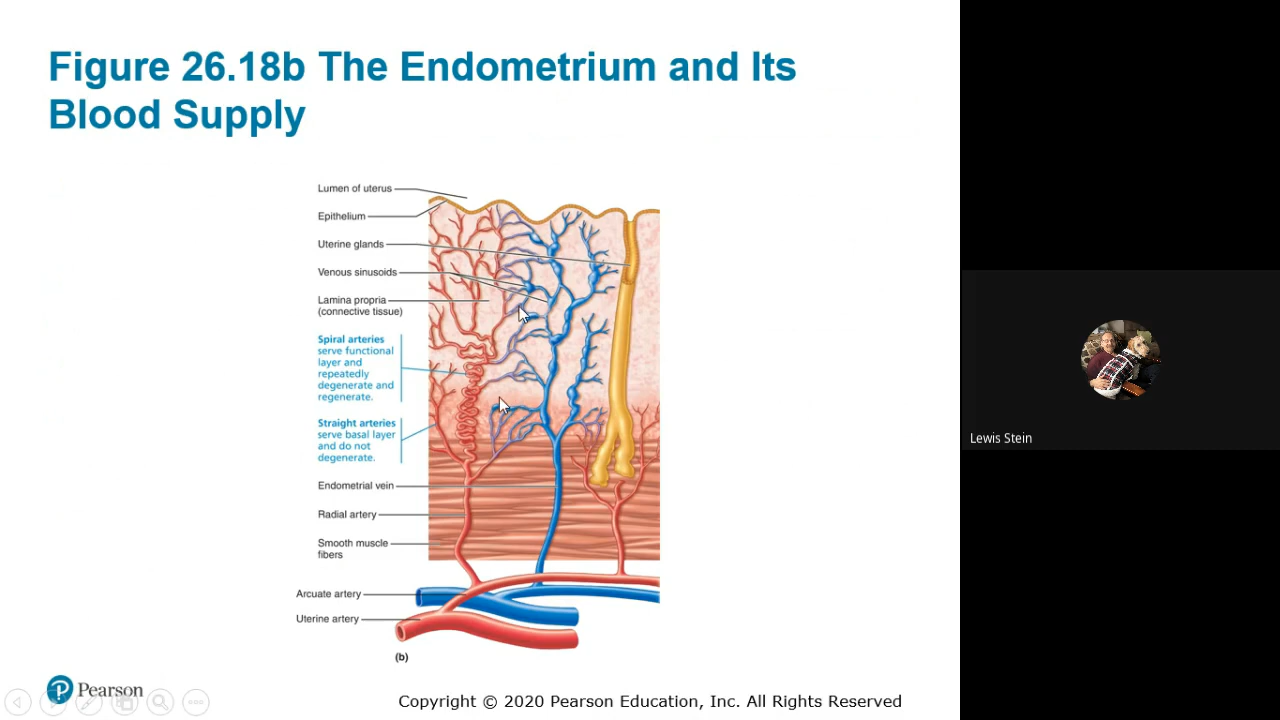 Figure 26.18b The Endometrium and Its
Blood Supply
Lumen of uterus
Epithelium
Uterine glands
Venous sinusoids
Lamina propria
(connective tissue)
Spiral arteries
serve functional
layer and
repeatedly
degenerate and
regenerate.
Straight arteries
serve basal layer
and do not
degenerate.
Endometrial vein
Radial artery
Smooth muscle
fibers
Arcuate artery
Uterine artery
(b)
Pearson
Copyright © 2020 Pearson Education, Inc. All Rights Reserved
Lewis Stein